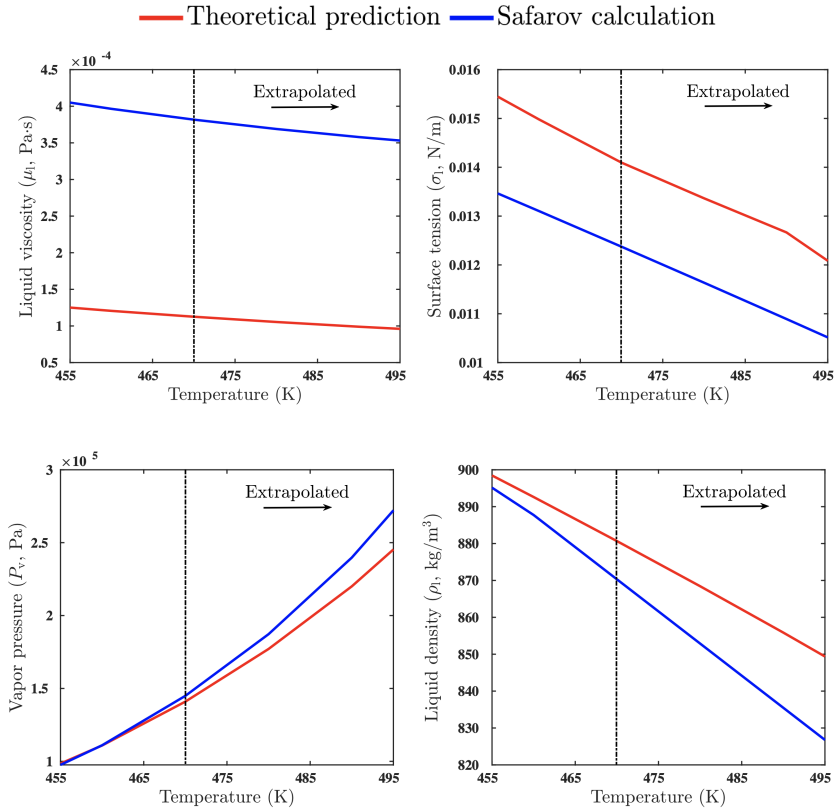 Theoretical prediction Safarov calculation
×10 -4
4.5
4
3.5
3
2.5
2
1.5
1
0.5
455 465 475 485 495
Liquid viscosity (μl, Pa·s)
Temperature (K)
Extrapolated
0.016
0.015
0.014
0.013
0.012
0.011
0.01
455 465 475 485 495
Surface tension (σl, N/m)
Temperature (K)
Extrapolated
×10 5
3
2.5
2
1.5
1
455 465 475 485 495
Vapor pressure (Pv, Pa)
Temperature (K)
Extrapolated
900
890
880
870
860
850
840
830
820
455 465 475 485 495
Liquid density (ρl, kg/m³)
Temperature (K)
Extrapolated